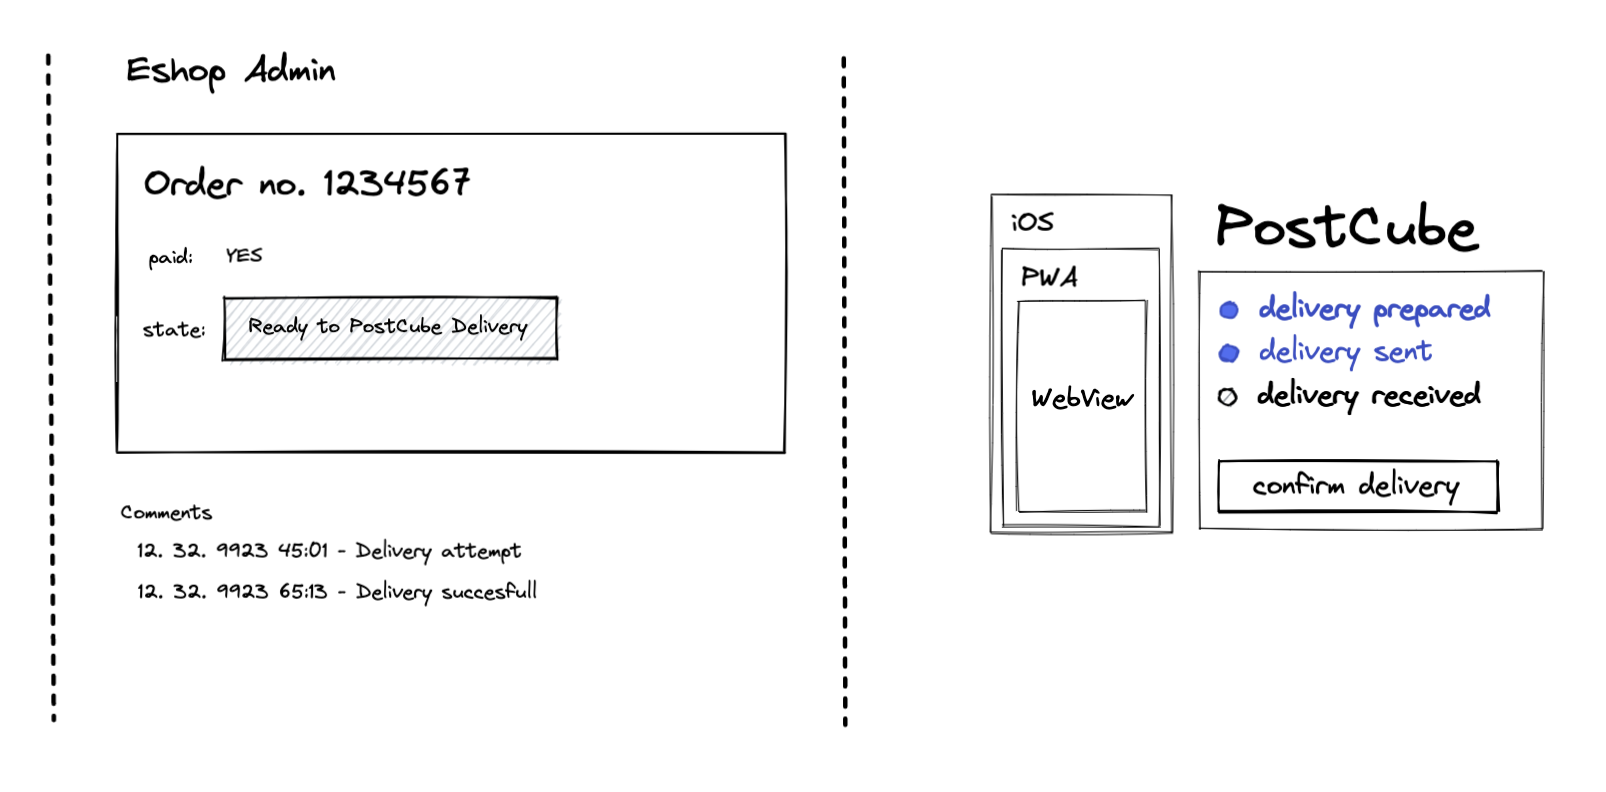 Eshop Admin
Order no. 1234567
paid: YES
state: Ready to PostCube Delivery
Comments
12. 32. 9923 45:01 - Delivery attempt
12. 32. 9923 65:13 - Delivery succesfull
iOS
PWA
WebView
PostCube
delivery prepared
delivery sent
delivery received
confirm delivery